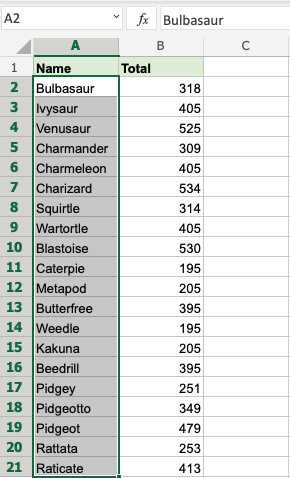 A2 fx Bulbasaur
A B C
1 Name Total
2 Bulbasaur 318
3 Ivysaur 405
4 Venusaur 525
5 Charmander 309
6 Charmeleon 405
7 Charizard 534
8 Squirtle 314
9 Wartortle 405
10 Blastoise 530
11 Caterpie 195
12 Metapod 205
13 Butterfree 395
14 Weedle 195
15 Kakuna 205
16 Beedrill 395
17 Pidgey 251
18 Pidgeotto 349
19 Pidgeot 479
20 Rattata 253
21 Raticate 413